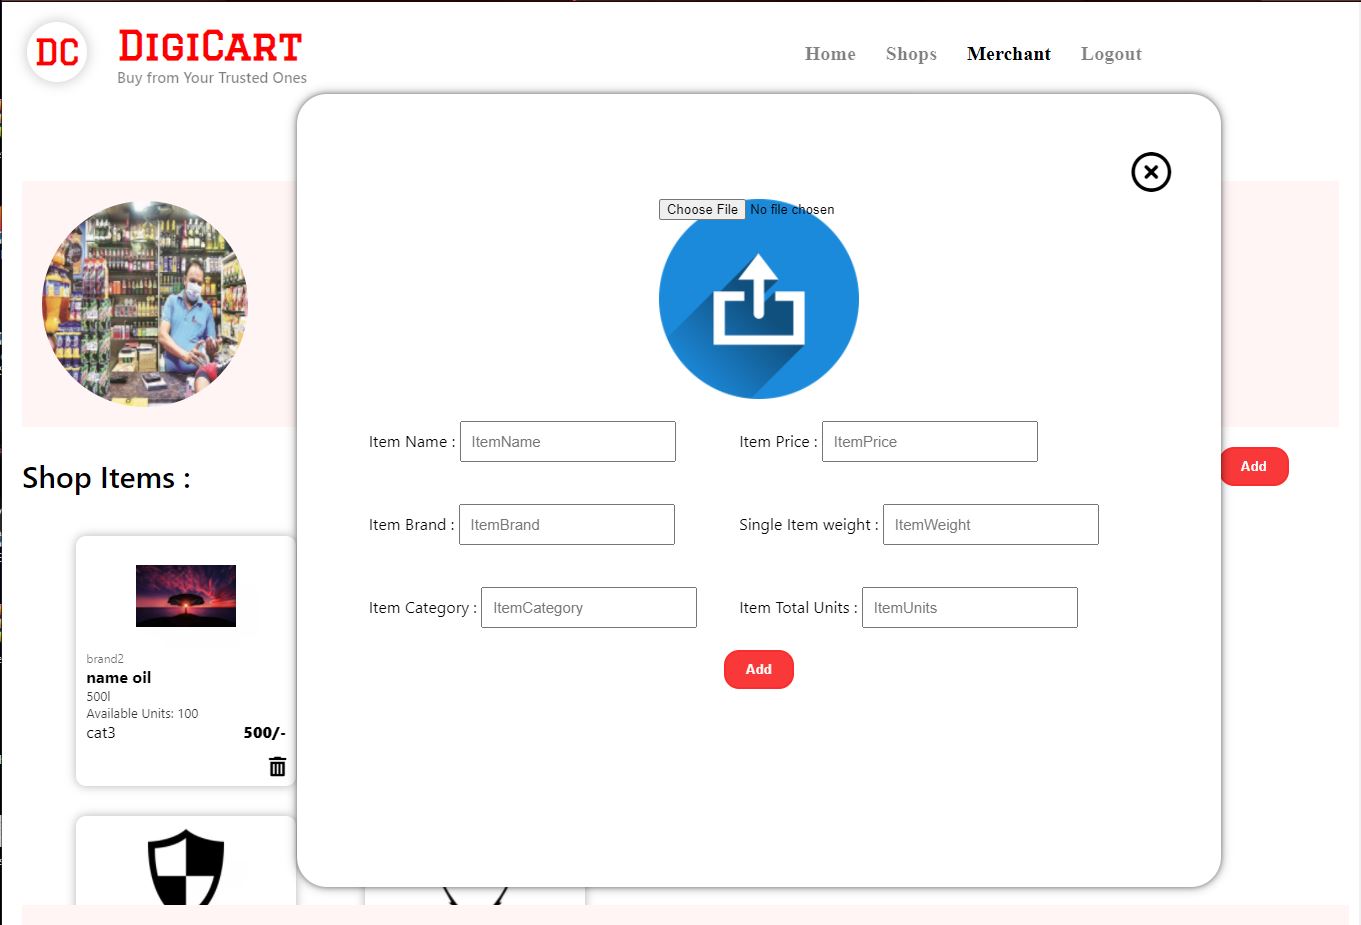 DC
DIGICART
Buy from Your Trusted Ones
Home Shops Merchant Logout
Choose File No file chosen
Item Name : ItemName Item Price : ItemPrice
Add
Shop Items :
Item Brand : ItemBrand Single Item weight : ItemWeight
Item Category : ItemCategory Item Total Units : ItemUnits
Add
brand2
name oil
500l
Available Units: 100
cat3 500/-